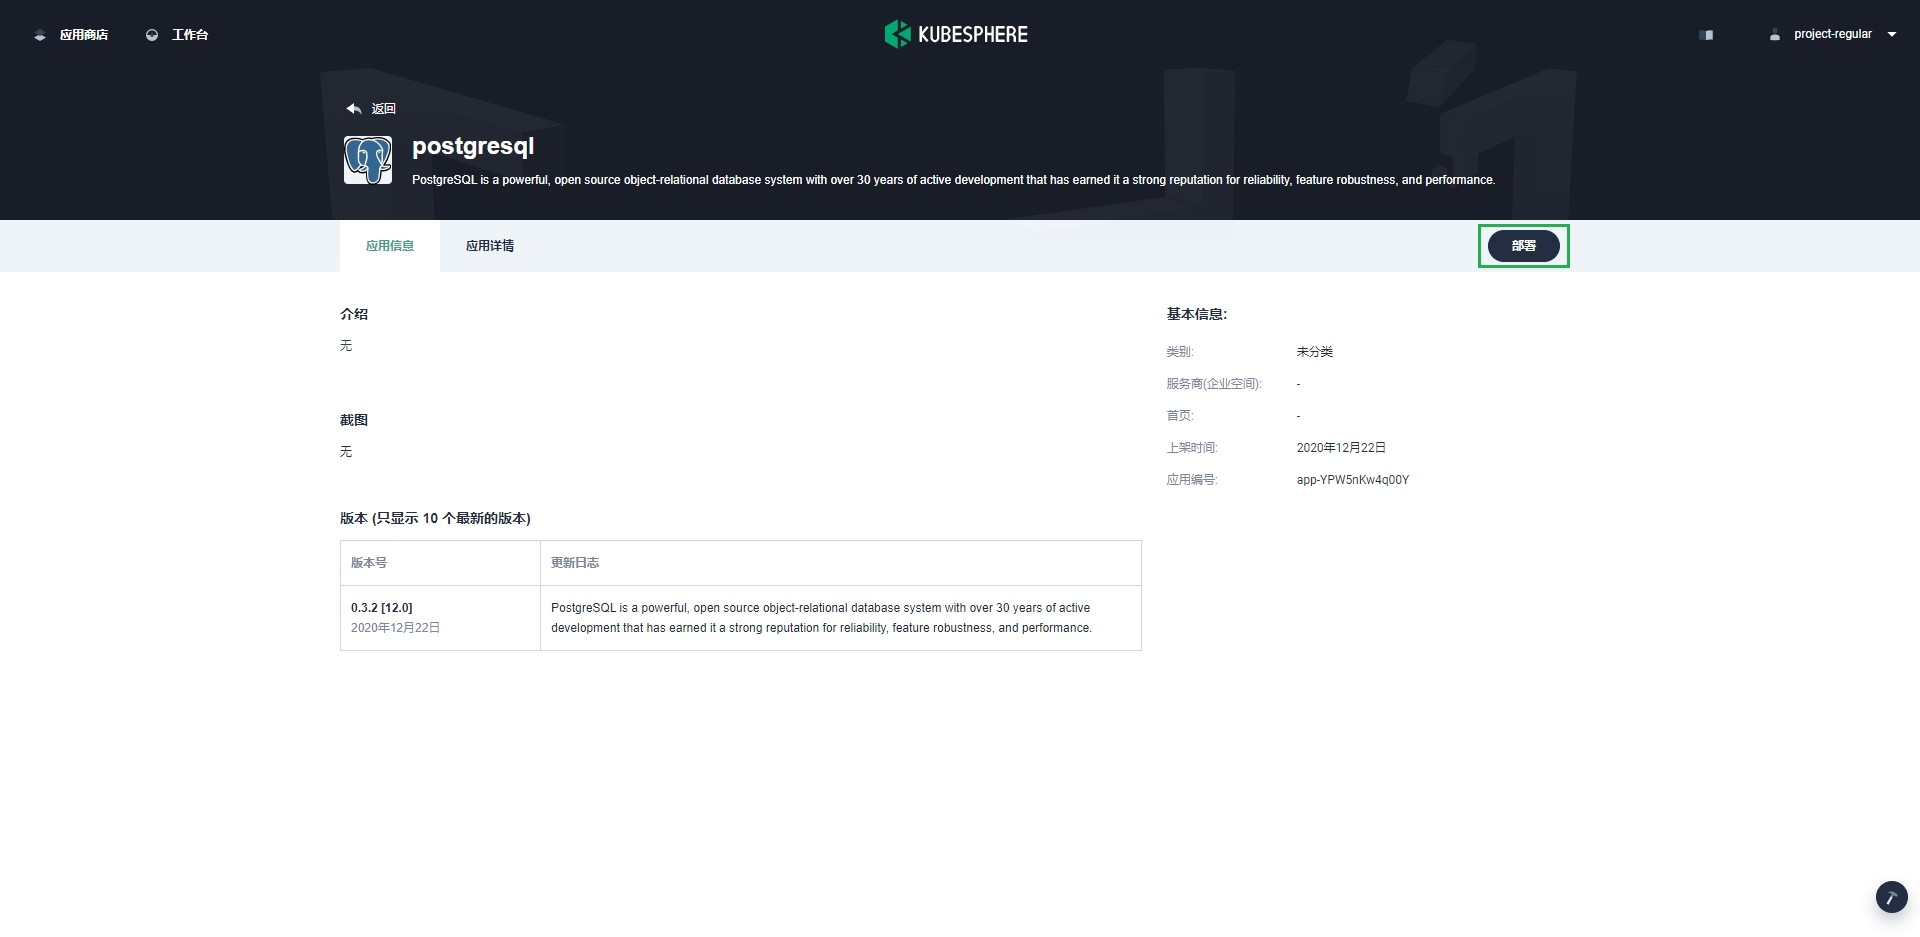 应用商店 工作台 KUBESPHERE project-regular
返回
postgresql
PostgreSQL is a powerful, open source object-relational database system with over 30 years of active development that has earned it a strong reputation for reliability, feature robustness, and performance.
应用信息 应用详情 部署
介绍
无
截图
无
版本 (只显示 10 个最新的版本)
版本号 更新日志
0.3.2 [12.0]
2020年12月22日
PostgreSQL is a powerful, open source object-relational database system with over 30 years of active
development that has earned it a strong reputation for reliability, feature robustness, and performance.
基本信息:
类别: 未分类
服务商(企业空间): -
首页: -
上架时间: 2020年12月22日
应用编号: app-YPW5nKw4q00Y